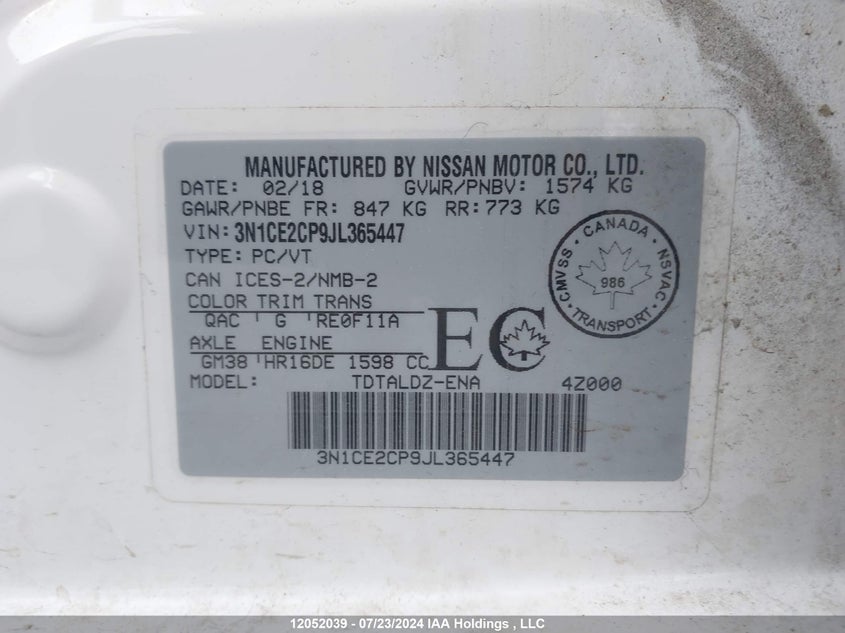 MANUFACTURED BY NISSAN MOTOR CO., LTD.
DATE: 02/18 GVWR/PNBV: 1574 KG
GAWR/PNBE FR: 847 KG RR:773 KG
VIN: 3N1CE2CP9JL365447
TYPE: PC/VT
CAN ICES-2/NMB-2
COLOR TRIM TRANS
QAC G RE0F11A
AXLE ENGINE
GM38 HR16DE 1598 CC
MODEL: TDTALDZ-ENA 4Z000
EC
CANADA
CMVSS · NSVAC
986
TRANSPORT
3N1CE2CP9JL365447
12052039 - 07/23/2024 IAA Holdings , LLC